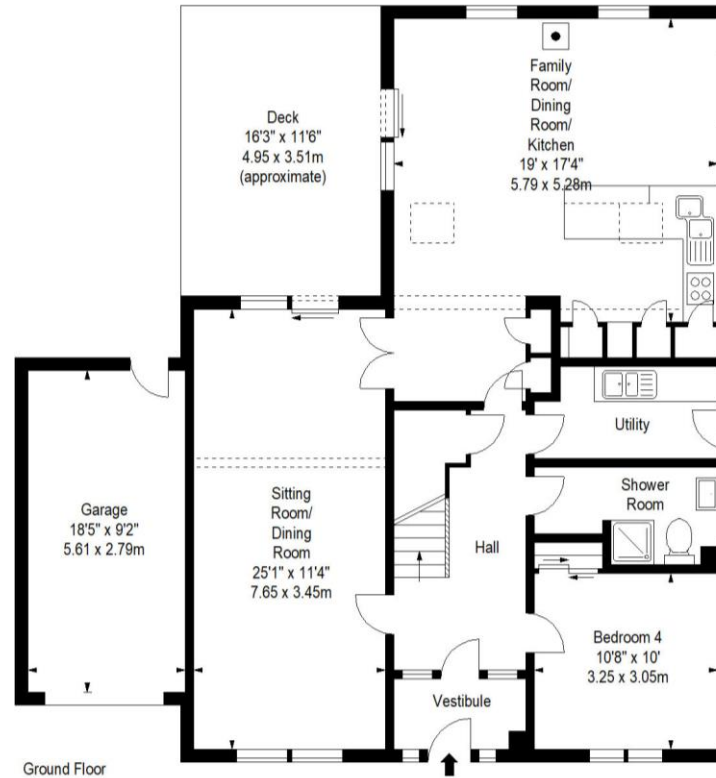 Deck
16'3" x 11'6"
4.95 x 3.51m
(approximate)
Family
Room/
Dining
Room/
Kitchen
19' x 17'4"
5.79 x 5.28m
Garage
18'5" x 9'2"
5.61 x 2.79m
Sitting
Room/
Dining
Room
25'1" x 11'4"
7.65 x 3.45m
Hall
Utility
Shower
Room
Bedroom 4
10'8" x 10'
3.25 x 3.05m
Vestibule
Ground Floor